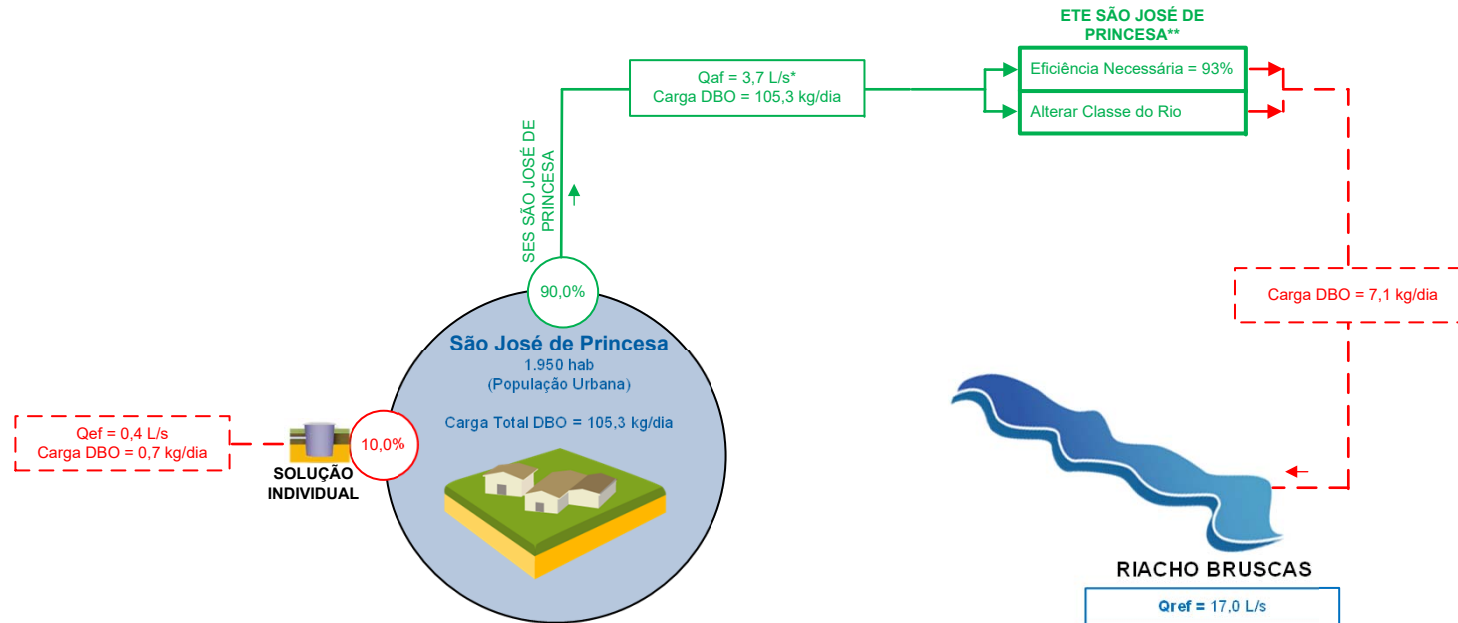 ETE SÃO JOSÉ DE
PRINCESA**
Eficiência Necessária = 93%
Alterar Classe do Rio
Qaf = 3,7 L/s*
Carga DBO = 105,3 kg/dia
SES SÃO JOSÉ DE
PRINCESA
90,0%
Carga DBO = 7,1 kg/dia
São José de Princesa
1.950 hab
(População Urbana)
Carga Total DBO = 105,3 kg/dia
Qef = 0,4 L/s
Carga DBO = 0,7 kg/dia
10,0%
SOLUÇÃO
INDIVIDUAL
RIACHO BRUSCAS
Qref = 17,0 L/s